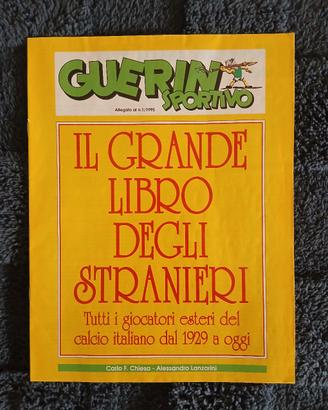 GUERIN
SPORTIVO
Allegato al n.1/1995
IL GRANDE
LIBRO
DEGLI
STRANIERI
Tutti i giocatori esteri del
calcio italiano dal 1929 a oggi
Carlo F. Chiesa - Alessandro Lanzarini